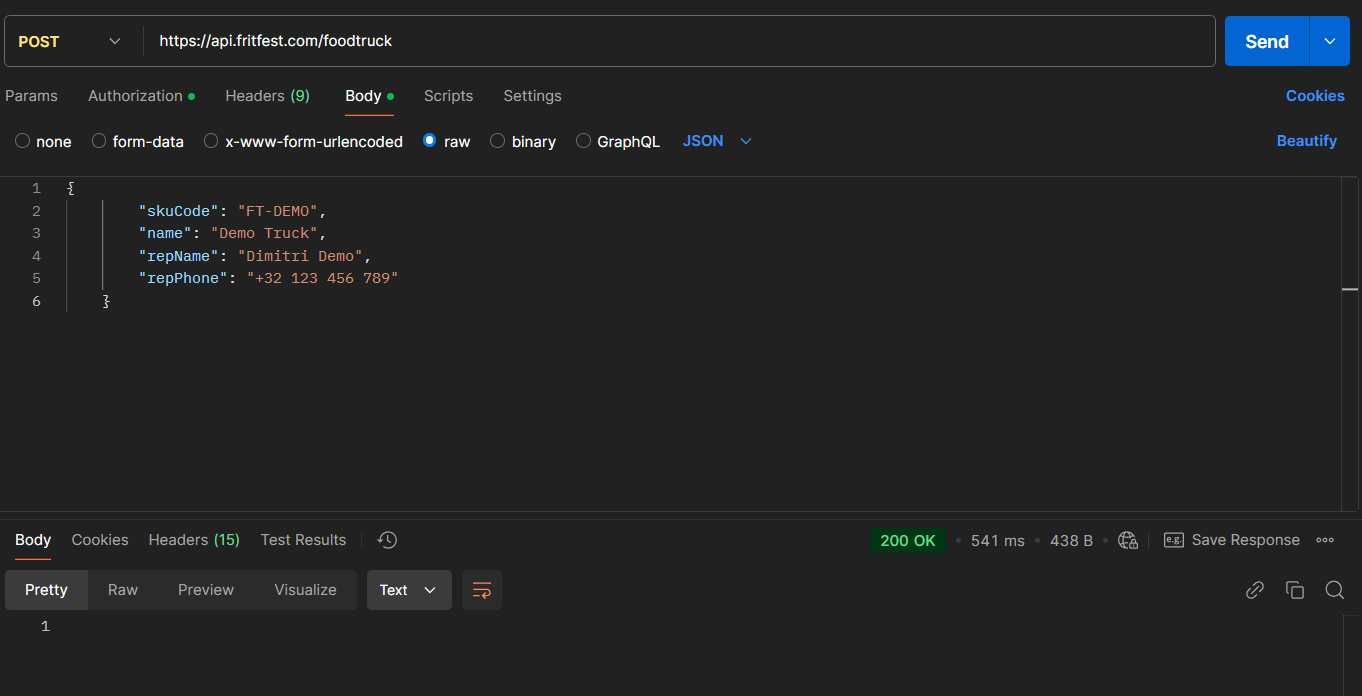 POST https://api.fritfest.com/foodtruck Send
Params Authorization Headers (9) Body Scripts Settings Cookies
none form-data x-www-form-urlencoded raw binary GraphQL JSON Beautify
1 {
2 "skuCode": "FT-DEMO",
3 "name": "Demo Truck",
4 "repName": "Dimitri Demo",
5 "repPhone": "+32 123 456 789"
6 }
Body Cookies Headers (15) Test Results 200 OK • 541 ms • 438 B • e.g. Save Response
Pretty Raw Preview Visualize Text
1